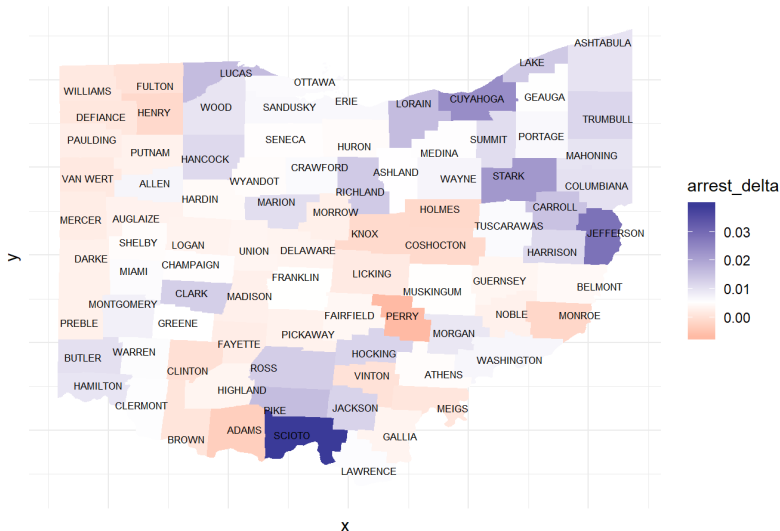 ASHTABULA
LAKE
LUCAS
OTTAWA
FULTON
WILLIAMS
CUYAHOGA
GEAUGA
ERIE
LORAIN
HENRY
WOOD
SANDUSKY
DEFIANCE
TRUMBULL
PAULDING
SENECA
HURON
SUMMIT
PORTAGE
PUTNAM
MEDINA
MAHONING
HANCOCK
CRAWFORD
ASHLAND
VAN WERT
ALLEN
WYANDOT
WAYNE
STARK
COLUMBIANA
RICHLAND
HARDIN
MARION
MORROW
HOLMES
CARROLL
MERCER
AUGLAIZE
TUSCARAWAS
JEFFERSON
KNOX
SHELBY
LOGAN
UNION
DELAWARE
COSHOCTON
HARRISON
DARKE
CHAMPAIGN
MIAMI
FRANKLIN
LICKING
GUERNSEY
BELMONT
CLARK
MADISON
MUSKINGUM
MONTGOMERY
PREBLE
GREENE
FAIRFIELD
PERRY
NOBLE
MONROE
PICKAWAY
MORGAN
FAYETTE
BUTLER
WARREN
HOCKING
WASHINGTON
CLINTON
ROSS
VINTON
ATHENS
HAMILTON
HIGHLAND
CLERMONT
PIKE
JACKSON
MEIGS
BROWN
ADAMS
SCIOTO
GALLIA
LAWRENCE
x
y
arrest_delta
0.03
0.02
0.01
0.00